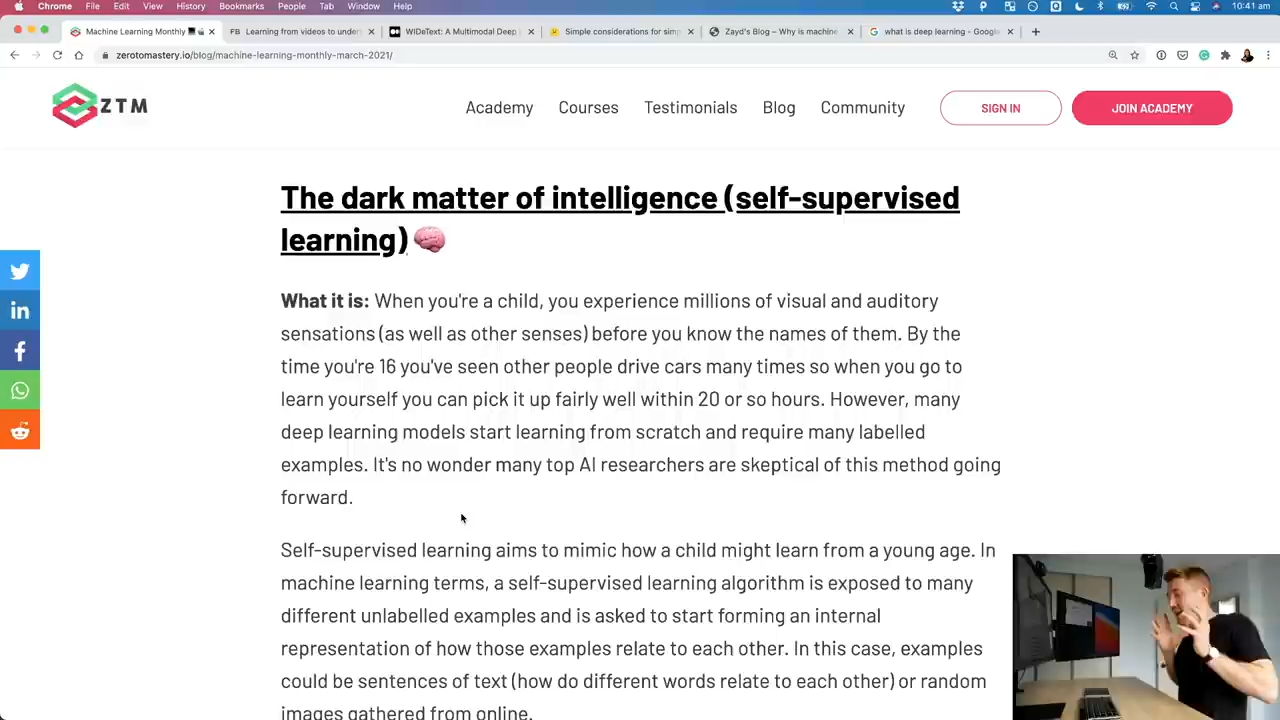 Chrome File Edit View History Bookmarks People Tab Window Help 10:41 am
Machine Learning Monthly
FB Learning from videos to under
WIDeText: A Multimodal Deep
Simple considerations for simp
Zayd's Blog – Why is machine
what is deep learning - Google
zerotomastery.io/blog/machine-learning-monthly-march-2021/
ZTM
Academy Courses Testimonials Blog Community SIGN IN JOIN ACADEMY
The dark matter of intelligence (self-supervised
learning)
What it is: When you're a child, you experience millions of visual and auditory
sensations (as well as other senses) before you know the names of them. By the
time you're 16 you've seen other people drive cars many times so when you go to
learn yourself you can pick it up fairly well within 20 or so hours. However, many
deep learning models start learning from scratch and require many labelled
examples. It's no wonder many top AI researchers are skeptical of this method going
forward.
Self-supervised learning aims to mimic how a child might learn from a young age. In
machine learning terms, a self-supervised learning algorithm is exposed to many
different unlabelled examples and is asked to start forming an internal
representation of how those examples relate to each other. In this case, examples
could be sentences of text (how do different words relate to each other) or random
images gathered from online.